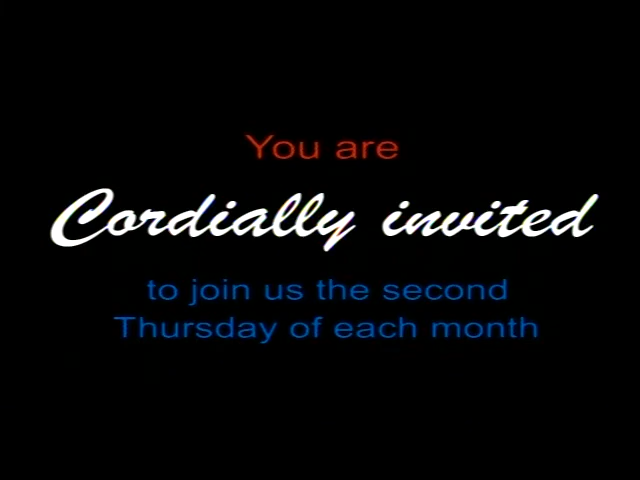 You are
Cordially invited
to join us the second
Thursday of each month